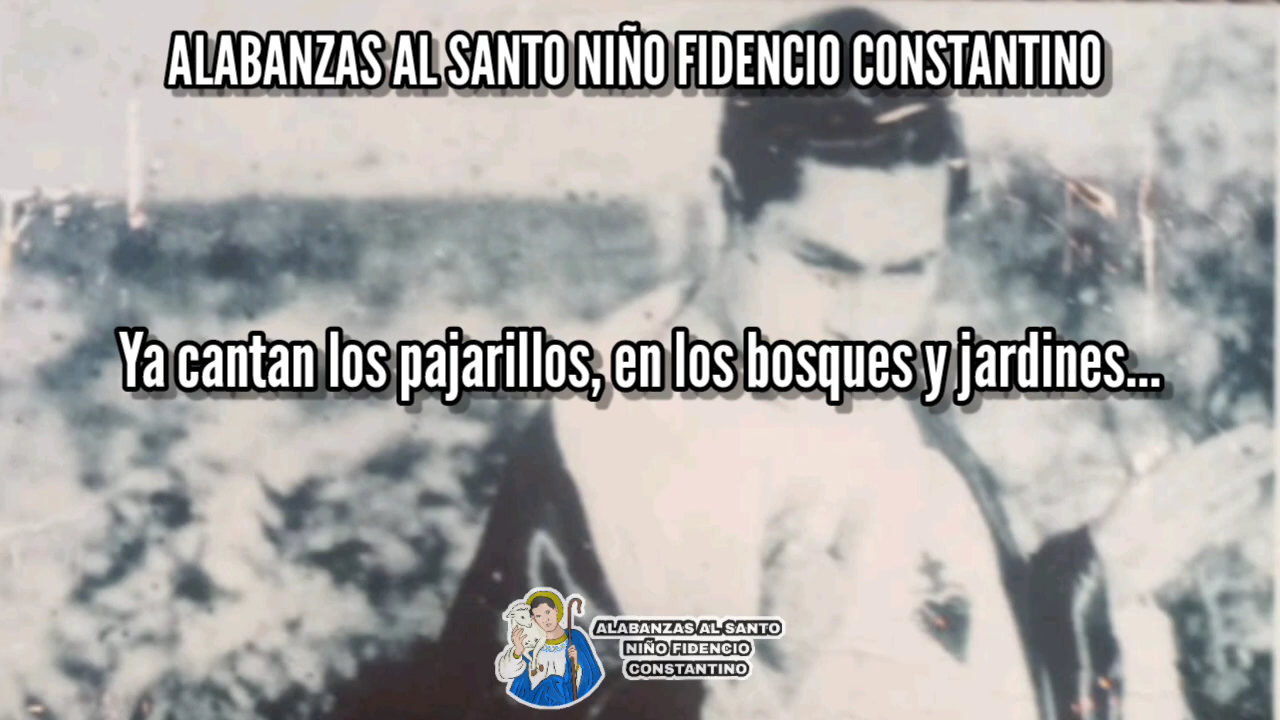 ALABANZAS AL SANTO NIÑO FIDENCIO CONSTANTINO
Ya cantan los pajarillos, en los bosques y jardines...
ALABANZAS AL SANTO
NIÑO FIDENCIO
CONSTANTINO